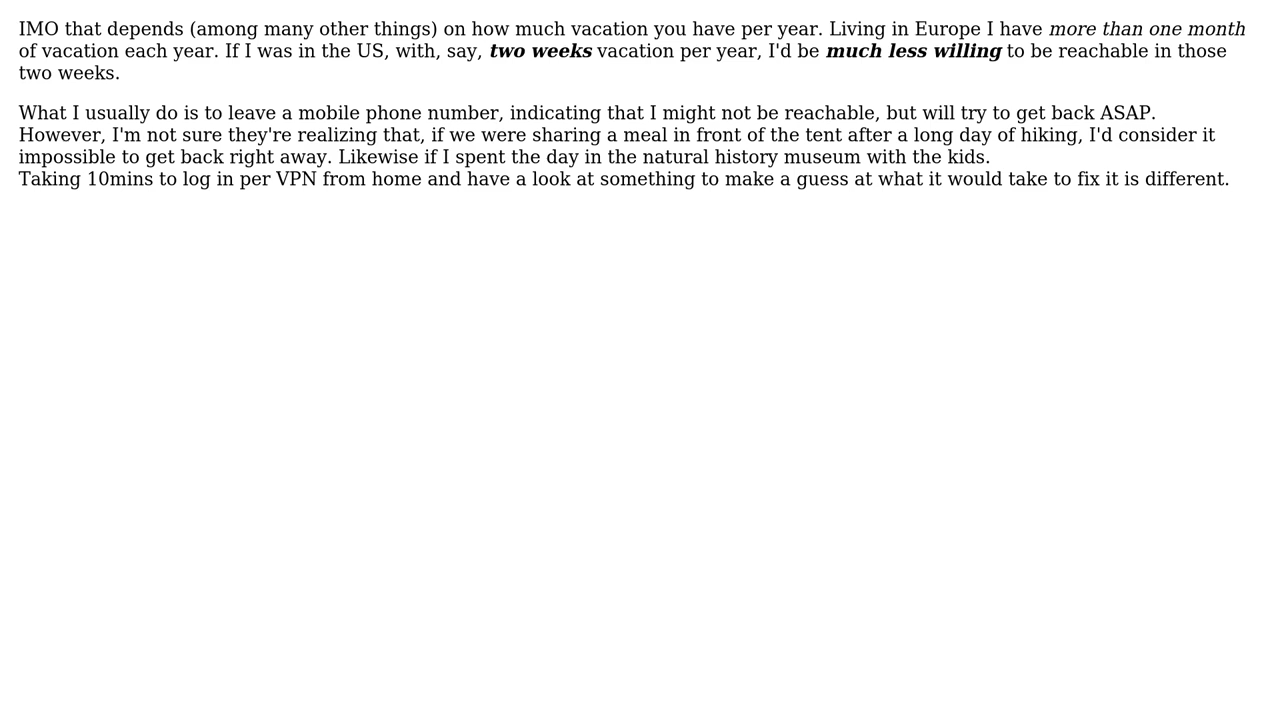 IMO that depends (among many other things) on how much vacation you have per year. Living in Europe I have more than one month
of vacation each year. If I was in the US, with, say, two weeks vacation per year, I'd be much less willing to be reachable in those
two weeks.
What I usually do is to leave a mobile phone number, indicating that I might not be reachable, but will try to get back ASAP.
However, I'm not sure they're realizing that, if we were sharing a meal in front of the tent after a long day of hiking, I'd consider it
impossible to get back right away. Likewise if I spent the day in the natural history museum with the kids.
Taking 10mins to log in per VPN from home and have a look at something to make a guess at what it would take to fix it is different.